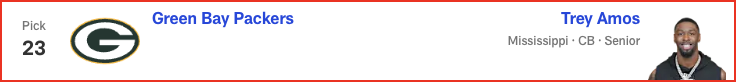 Pick
23
G
Green Bay Packers
Trey Amos
Mississippi · CB · Senior